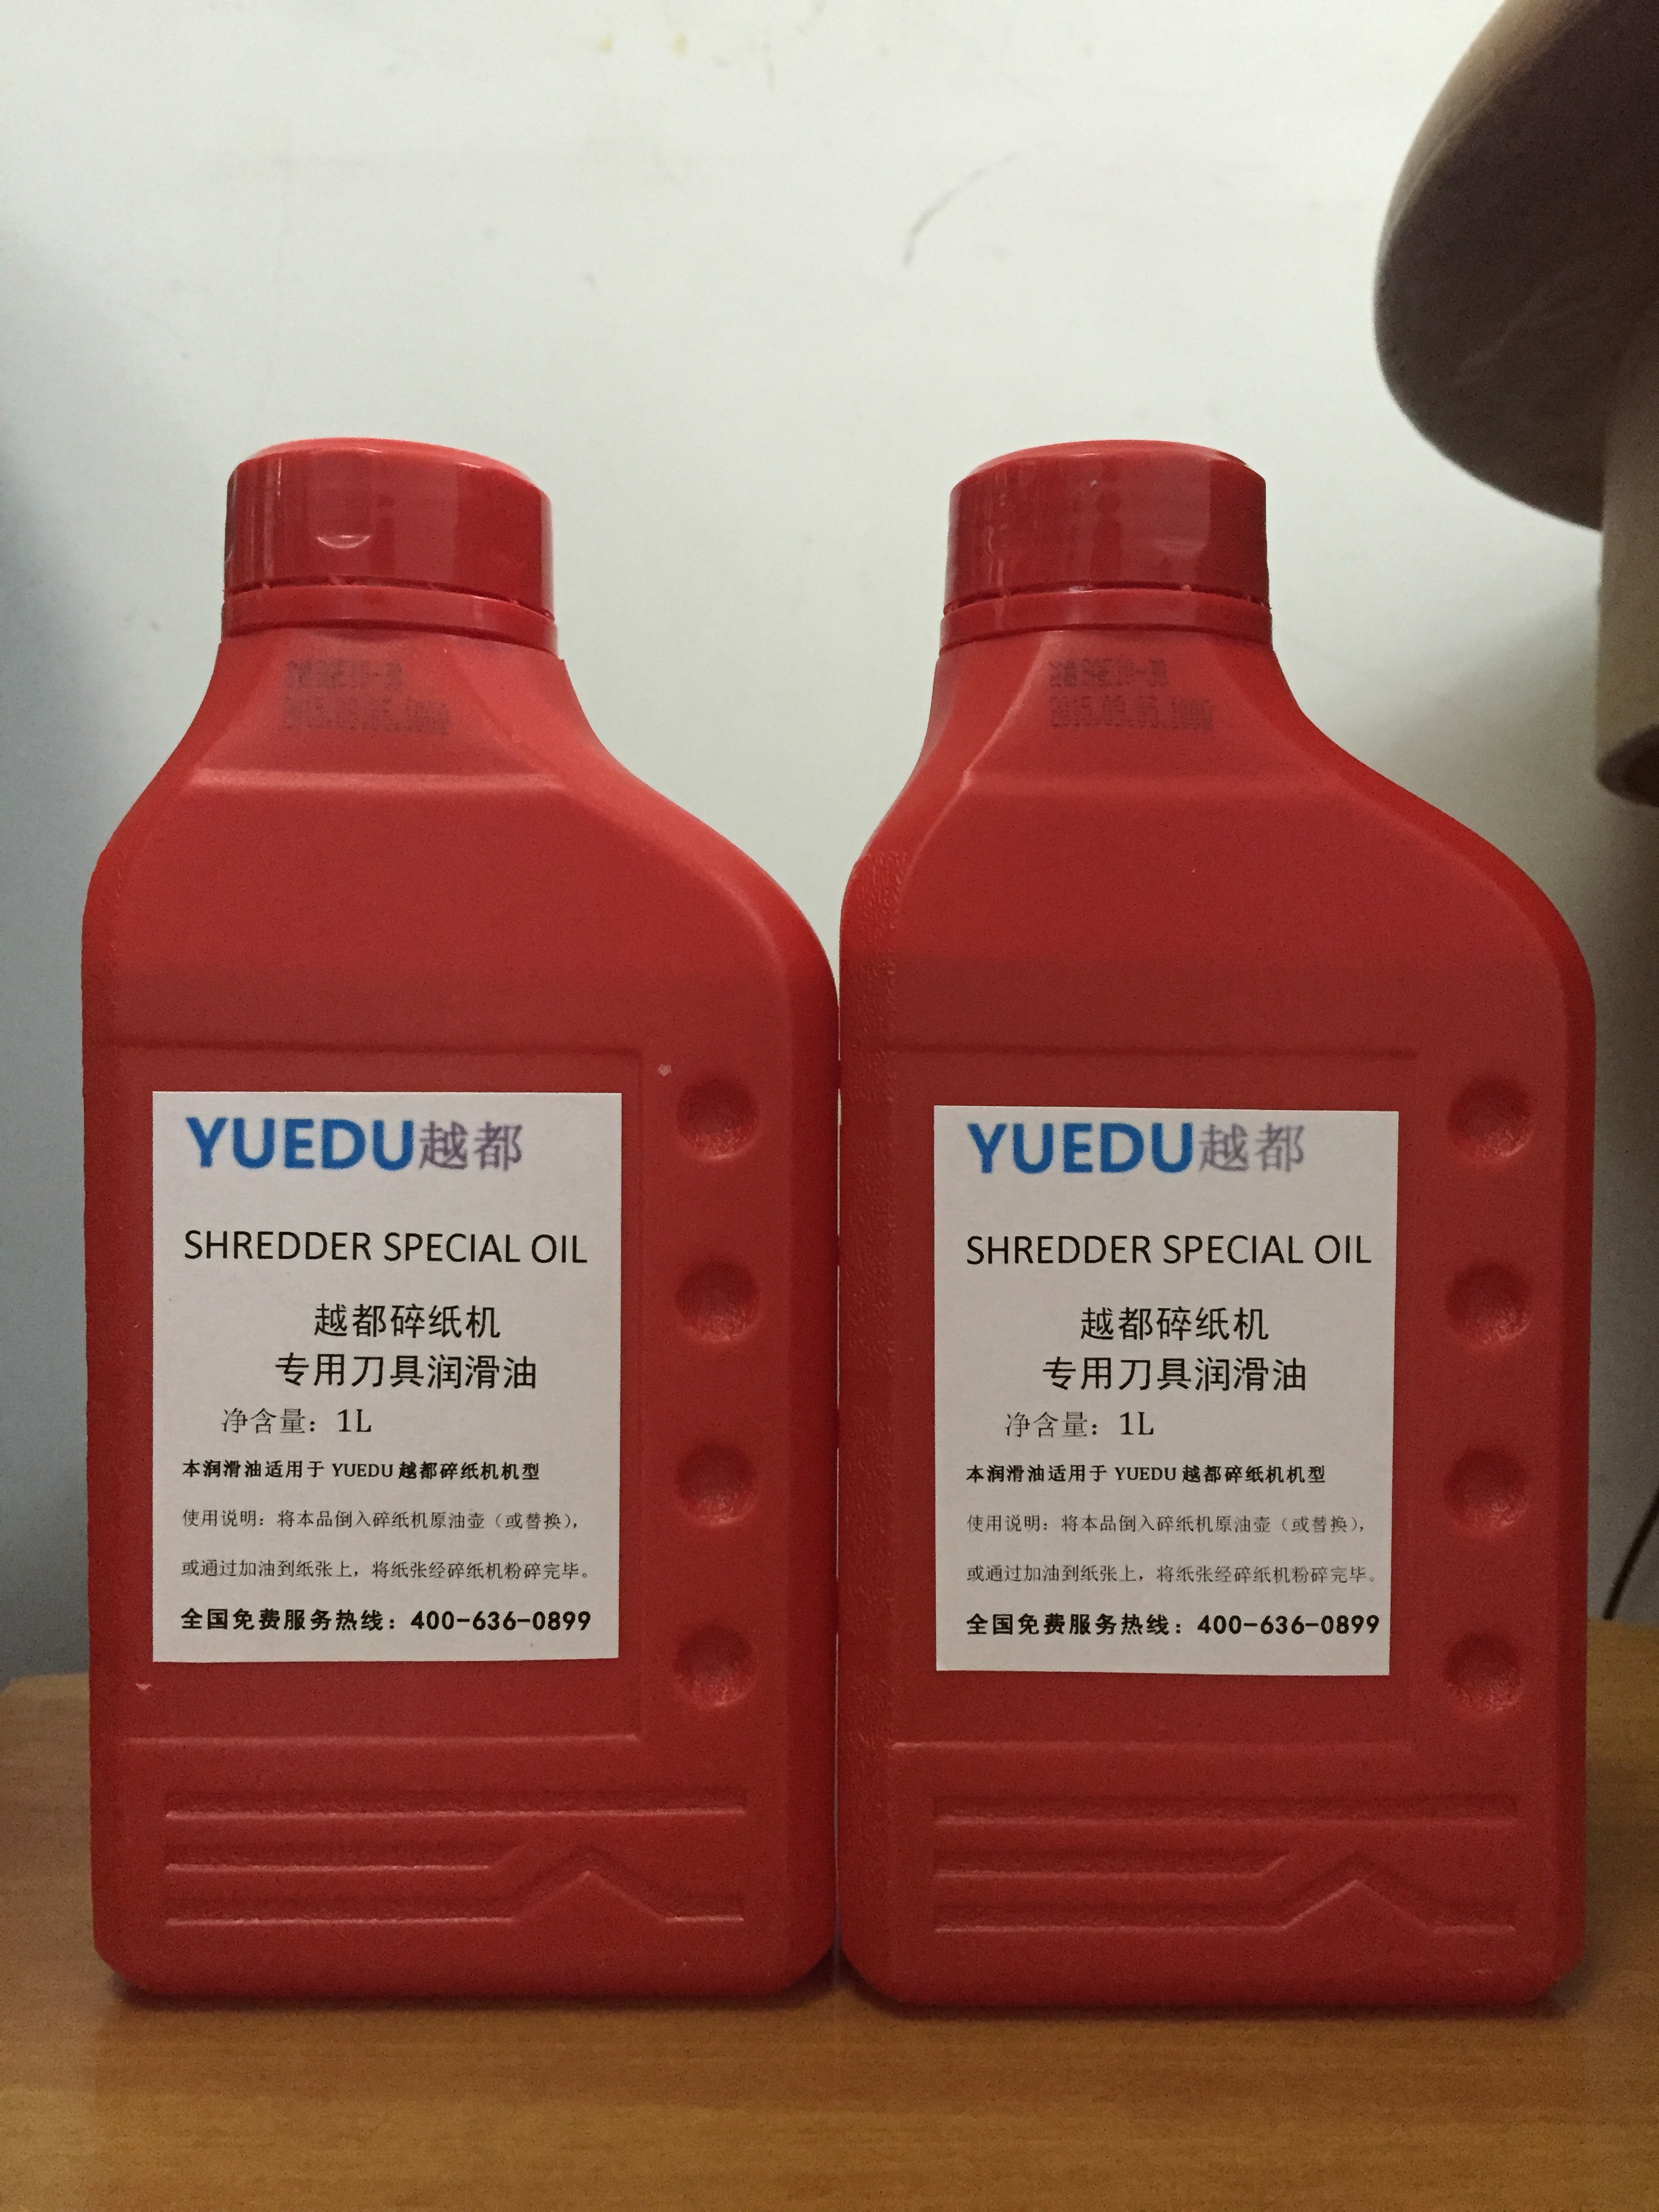 YUEDU越都
SHREDDER SPECIAL OIL
越都碎纸机
专用刀具润滑油
净含量：1L
本润滑油适用于 YUEDU 越都碎纸机机型
使用说明：将本品倒入碎纸机原油壶（或替换），
或通过加油到纸张上，将纸张经碎纸机粉碎完毕。
全国免费服务热线：400-636-0899
YUEDU越都
SHREDDER SPECIAL OIL
越都碎纸机
专用刀具润滑油
净含量：1L
本润滑油适用于 YUEDU 越都碎纸机机型
使用说明：将本品倒入碎纸机原油壶（或替换），
或通过加油到纸张上，将纸张经碎纸机粉碎完毕。
全国免费服务热线：400-636-0899